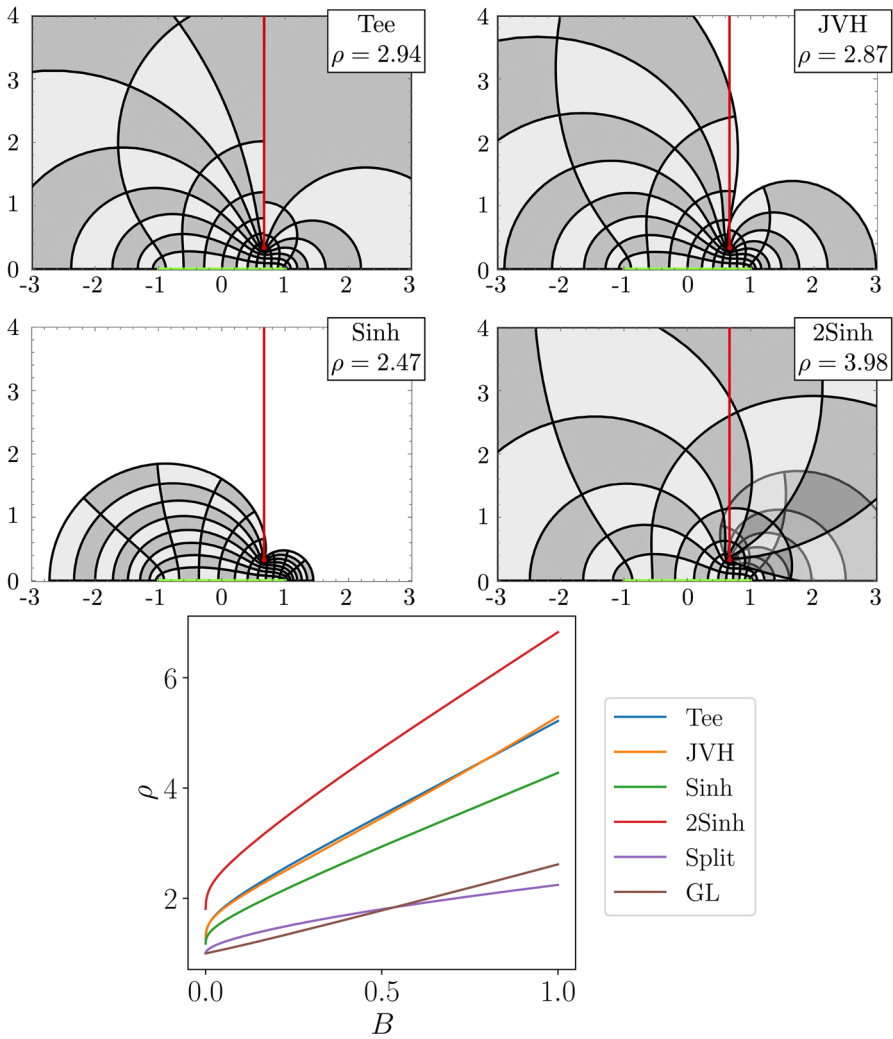 Tee
ρ = 2.94
4
3
2
1
0
-3 -2 -1 0 1 2 3
JVH
ρ = 2.87
4
3
2
1
0
-3 -2 -1 0 1 2 3
Sinh
ρ = 2.47
4
3
2
1
0
-3 -2 -1 0 1 2 3
2Sinh
ρ = 3.98
4
3
2
1
0
-3 -2 -1 0 1 2 3
6
4
2
ρ
0.0 0.5 1.0
B
Tee
JVH
Sinh
2Sinh
Split
GL